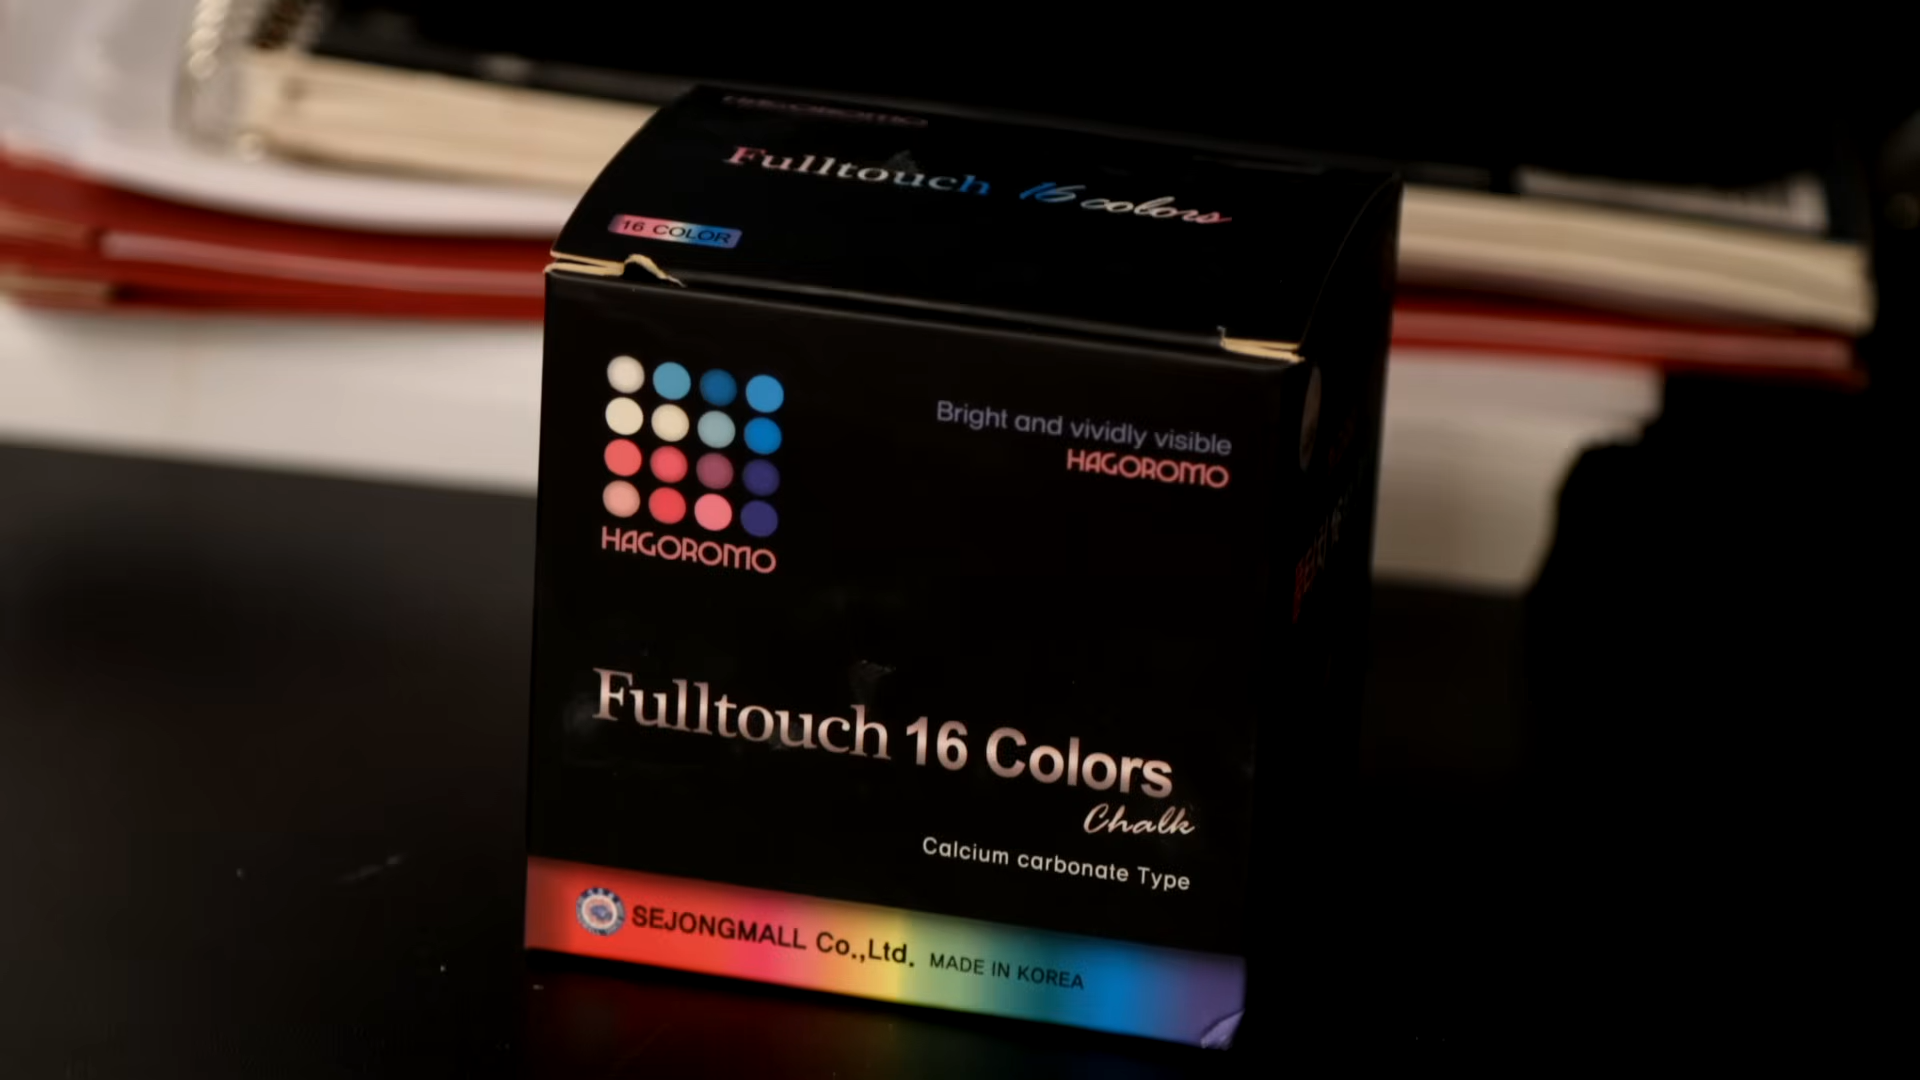 HAGOROMO
Fulltouch 16 colors
16 COLOR
Bright and vividly visible
HAGOROMO
HAGOROMO
Fulltouch 16 Colors
Chalk
Calcium carbonate Type
SEJONGMALL Co.,Ltd. MADE IN KOREA